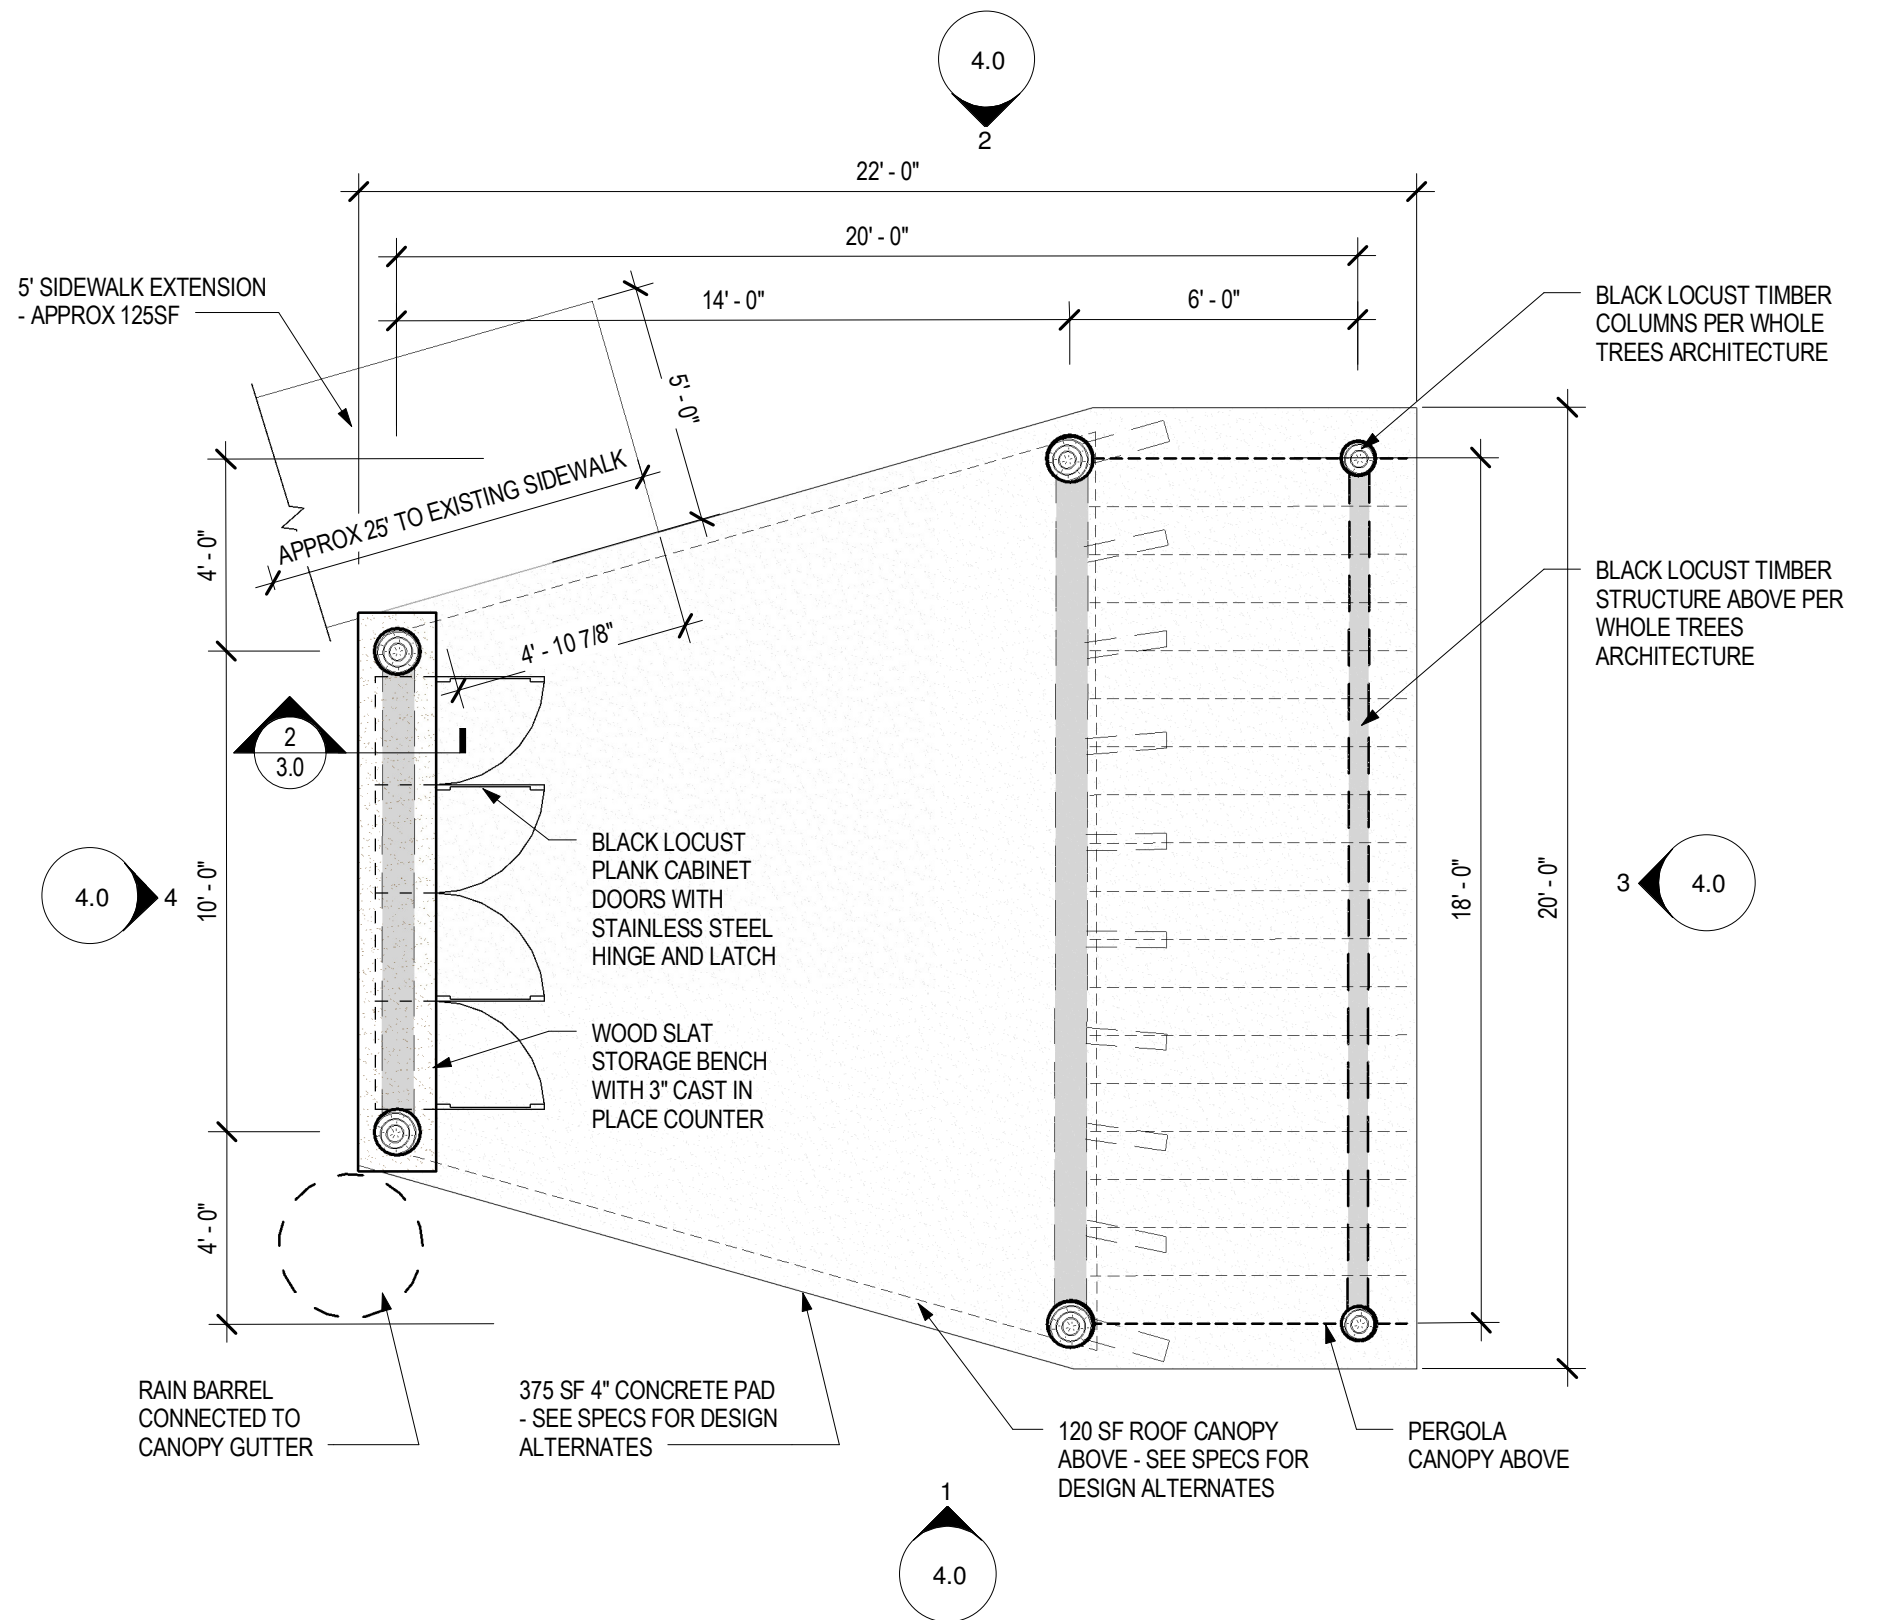 4.0
2
22' - 0"
20' - 0"
14' - 0"
6' - 0"
5' SIDEWALK EXTENSION
- APPROX 125SF
BLACK LOCUST TIMBER
COLUMNS PER WHOLE
TREES ARCHITECTURE
5' - 0"
APPROX 25' TO EXISTING SIDEWALK
4' - 0"
4' - 10 7/8"
BLACK LOCUST TIMBER
STRUCTURE ABOVE PER
WHOLE TREES
ARCHITECTURE
2
3.0
BLACK LOCUST
PLANK CABINET
DOORS WITH
STAINLESS STEEL
HINGE AND LATCH
4.0
4
10' - 0"
18' - 0"
20' - 0"
3
4.0
WOOD SLAT
STORAGE BENCH
WITH 3" CAST IN
PLACE COUNTER
4' - 0"
RAIN BARREL
CONNECTED TO
CANOPY GUTTER
375 SF 4" CONCRETE PAD
- SEE SPECS FOR DESIGN
ALTERNATES
120 SF ROOF CANOPY
ABOVE - SEE SPECS FOR
DESIGN ALTERNATES
PERGOLA
CANOPY ABOVE
1
4.0